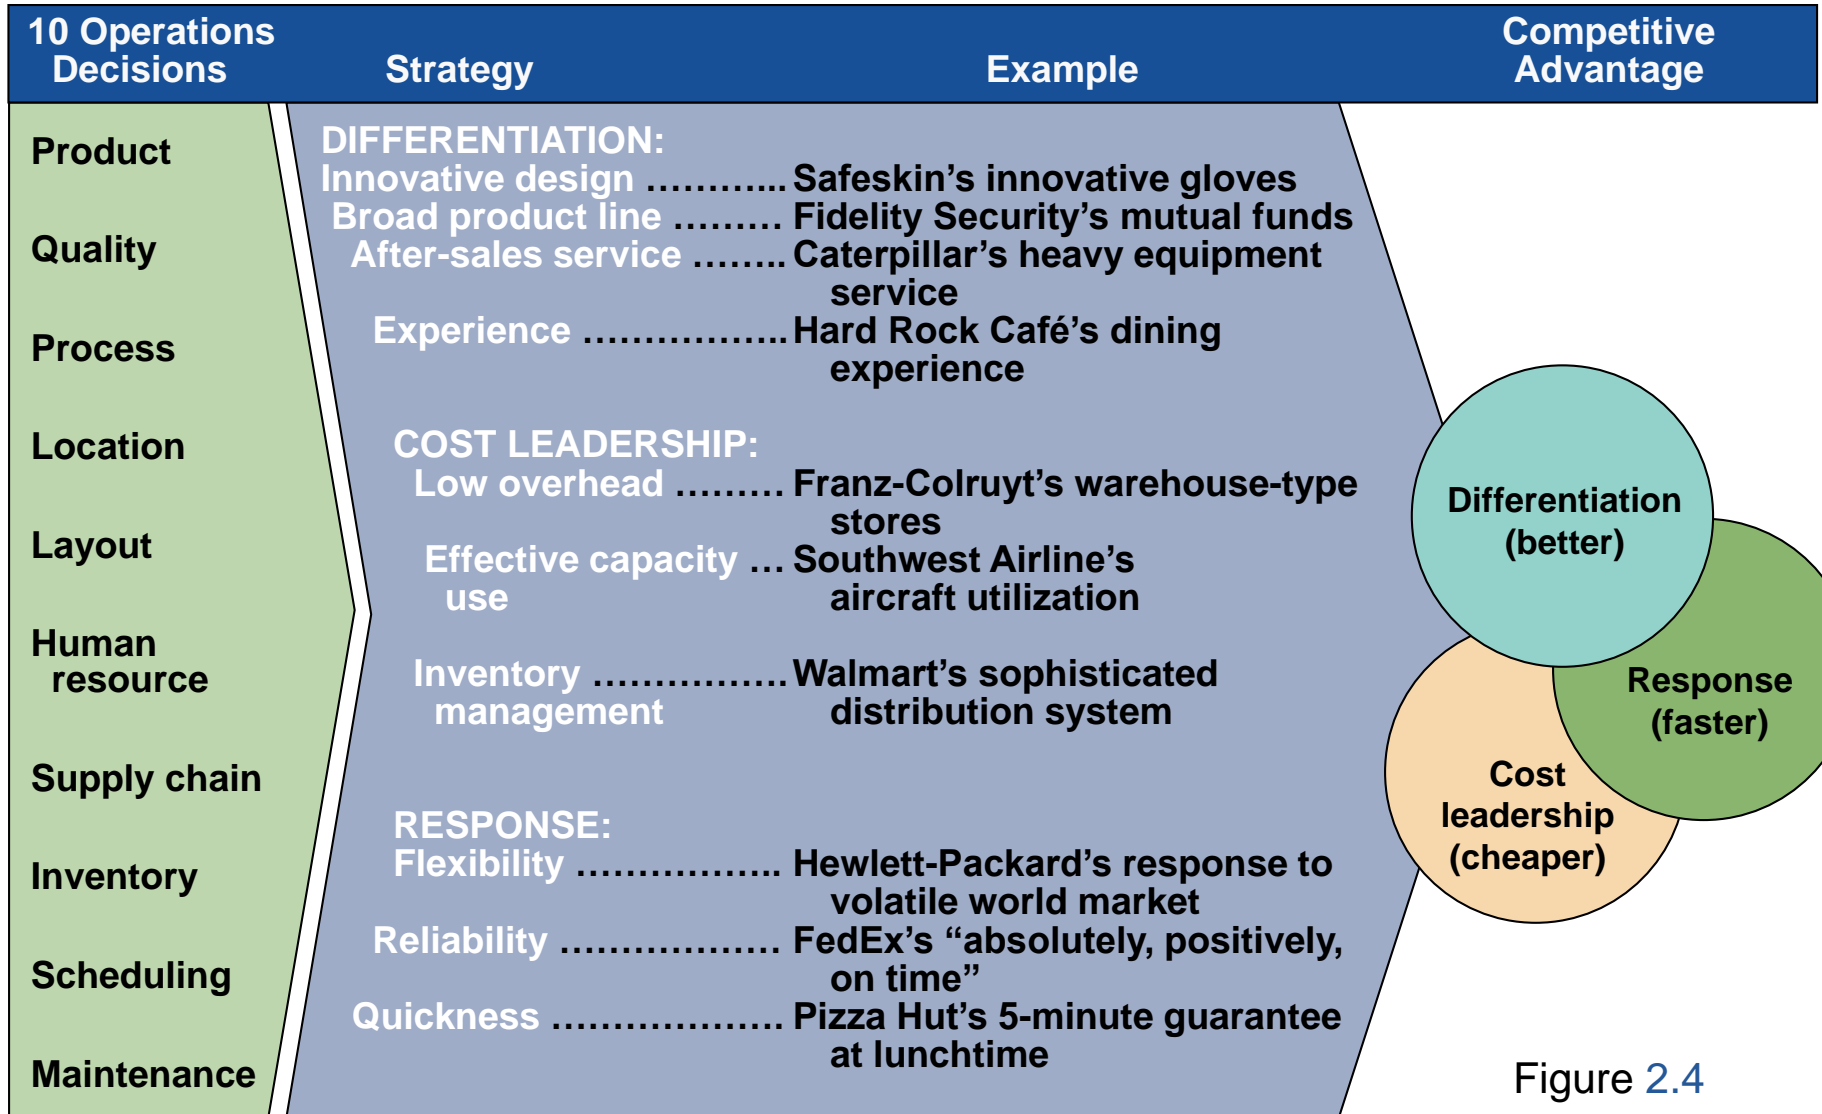 10 Operations
Decisions
Strategy
Example
Competitive
Advantage
Product
Quality
Process
Location
Layout
Human
resource
Supply chain
Inventory
Scheduling
Maintenance
DIFFERENTIATION:
Innovative design ………... Safeskin’s innovative gloves
Broad product line ……… Fidelity Security’s mutual funds
After-sales service …….. Caterpillar’s heavy equipment
service
Experience …………….. Hard Rock Café’s dining
experience
COST LEADERSHIP:
Low overhead ……… Franz-Colruyt’s warehouse-type
stores
Effective capacity … Southwest Airline’s
use aircraft utilization
Inventory ……………. Walmart’s sophisticated
management distribution system
RESPONSE:
Flexibility …………….. Hewlett-Packard’s response to
volatile world market
Reliability ……………… FedEx’s “absolutely, positively,
on time”
Quickness ………………. Pizza Hut’s 5-minute guarantee
at lunchtime
Differentiation
(better)
Response
(faster)
Cost
leadership
(cheaper)
Figure 2.4